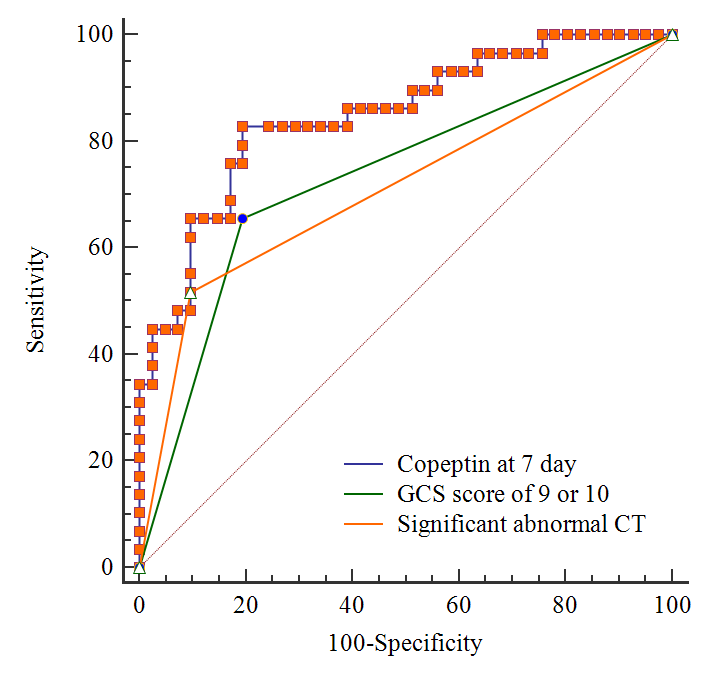 100
80
60
40
20
0
Sensitivity
0 20 40 60 80 100
100-Specificity
Copeptin at 7 day
GCS score of 9 or 10
Significant abnormal CT